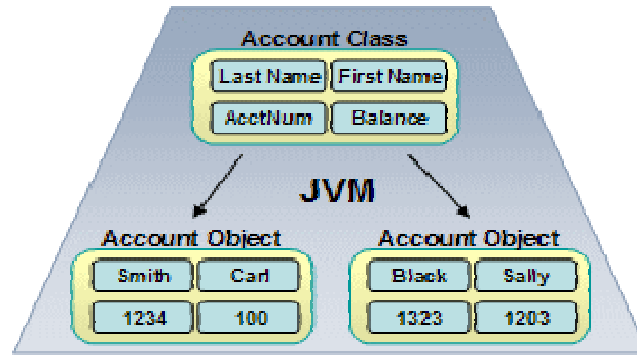 Account Class
Last Name First Name
AcctNum Balance
JVM
Account Object Account Object
Smith Carl Black Sally
1234 100 1323 1203